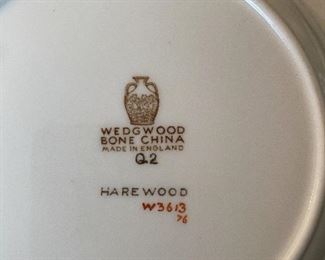 WEDGWOOD
BONE CHINA
MADE IN ENGLAND
Q2
HAREWOOD
W3613
76